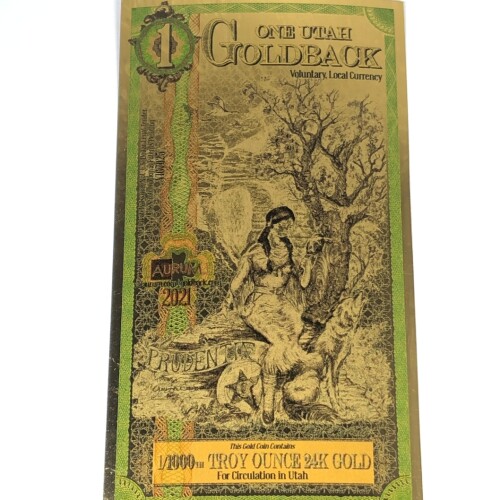 1
ONE UTAH
GOLDBACK
Voluntary, Local Currency
AURUM
2021
PRUDENTIA
This Gold Coin Contains
1/1000TH TROY OUNCE 24K GOLD
For Circulation in Utah